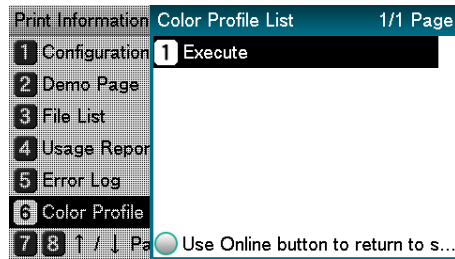 Print Information
1 Configuration
2 Demo Page
3 File List
4 Usage Repor
5 Error Log
6 Color Profile
7 8 ↑ / ↓ Pa
Color Profile List 1/1 Page
1 Execute
Use Online button to return to s...